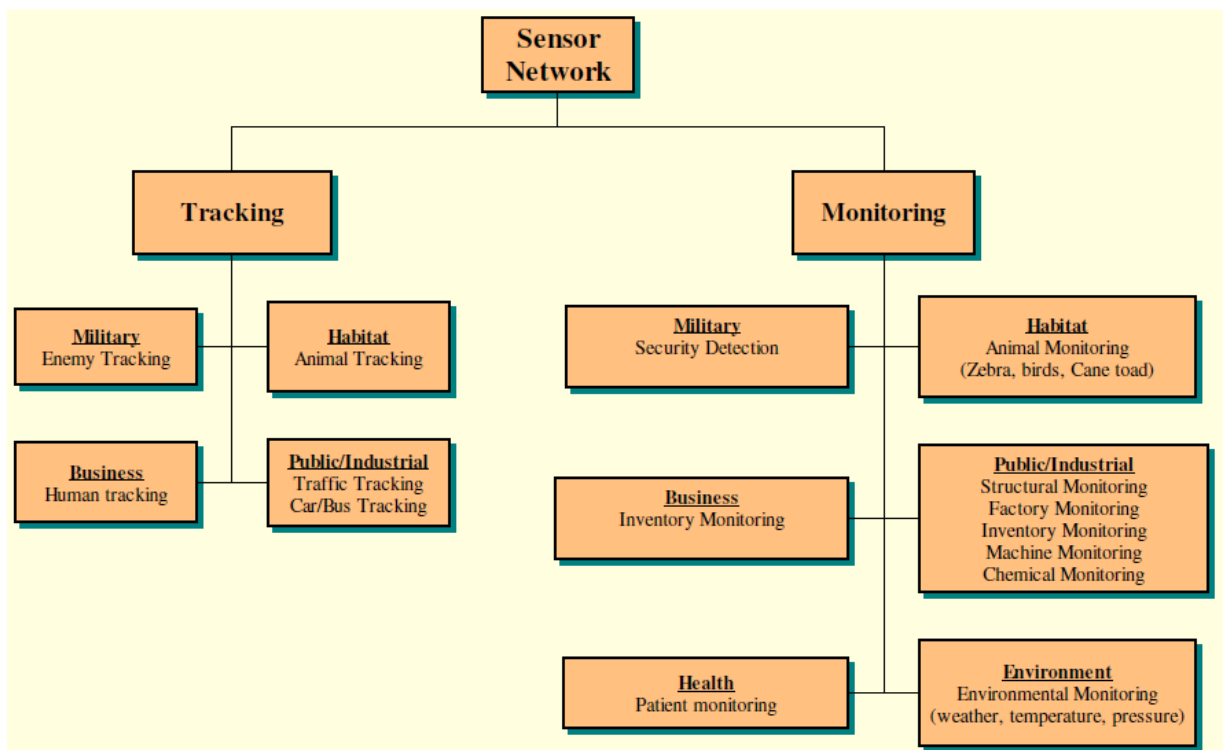 Sensor
Network
Tracking
Monitoring
Military
Enemy Tracking
Habitat
Animal Tracking
Business
Human tracking
Public/Industrial
Traffic Tracking
Car/Bus Tracking
Military
Security Detection
Habitat
Animal Monitoring
(Zebra, birds, Cane toad)
Business
Inventory Monitoring
Public/Industrial
Structural Monitoring
Factory Monitoring
Inventory Monitoring
Machine Monitoring
Chemical Monitoring
Health
Patient monitoring
Environment
Environmental Monitoring
(weather, temperature, pressure)